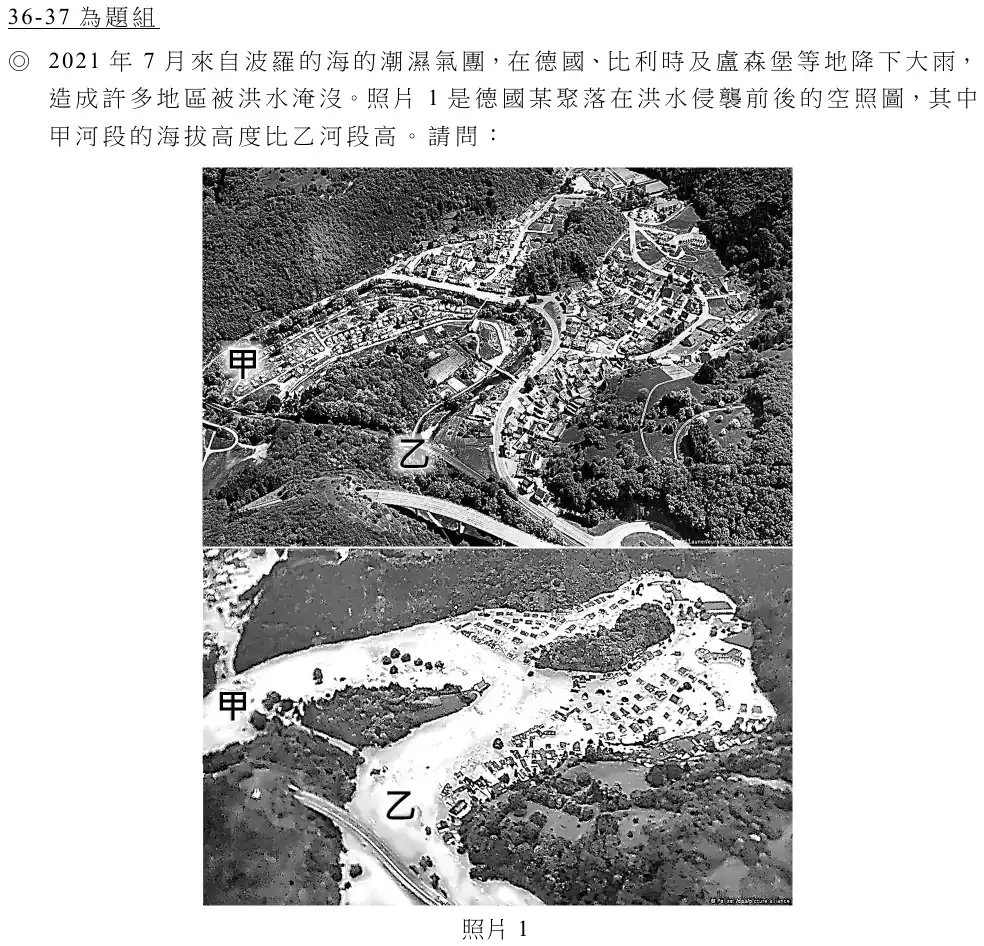 36-37 為題組
◎ 2021 年 7 月來自波羅的海的潮濕氣團，在德國、比利時及盧森堡等地降下大雨，
造成許多地區被洪水淹沒。照片 1 是德國某聚落在洪水侵襲前後的空照圖，其中
甲河段的海拔高度比乙河段高。請問：
甲
乙
甲
乙
照片 1